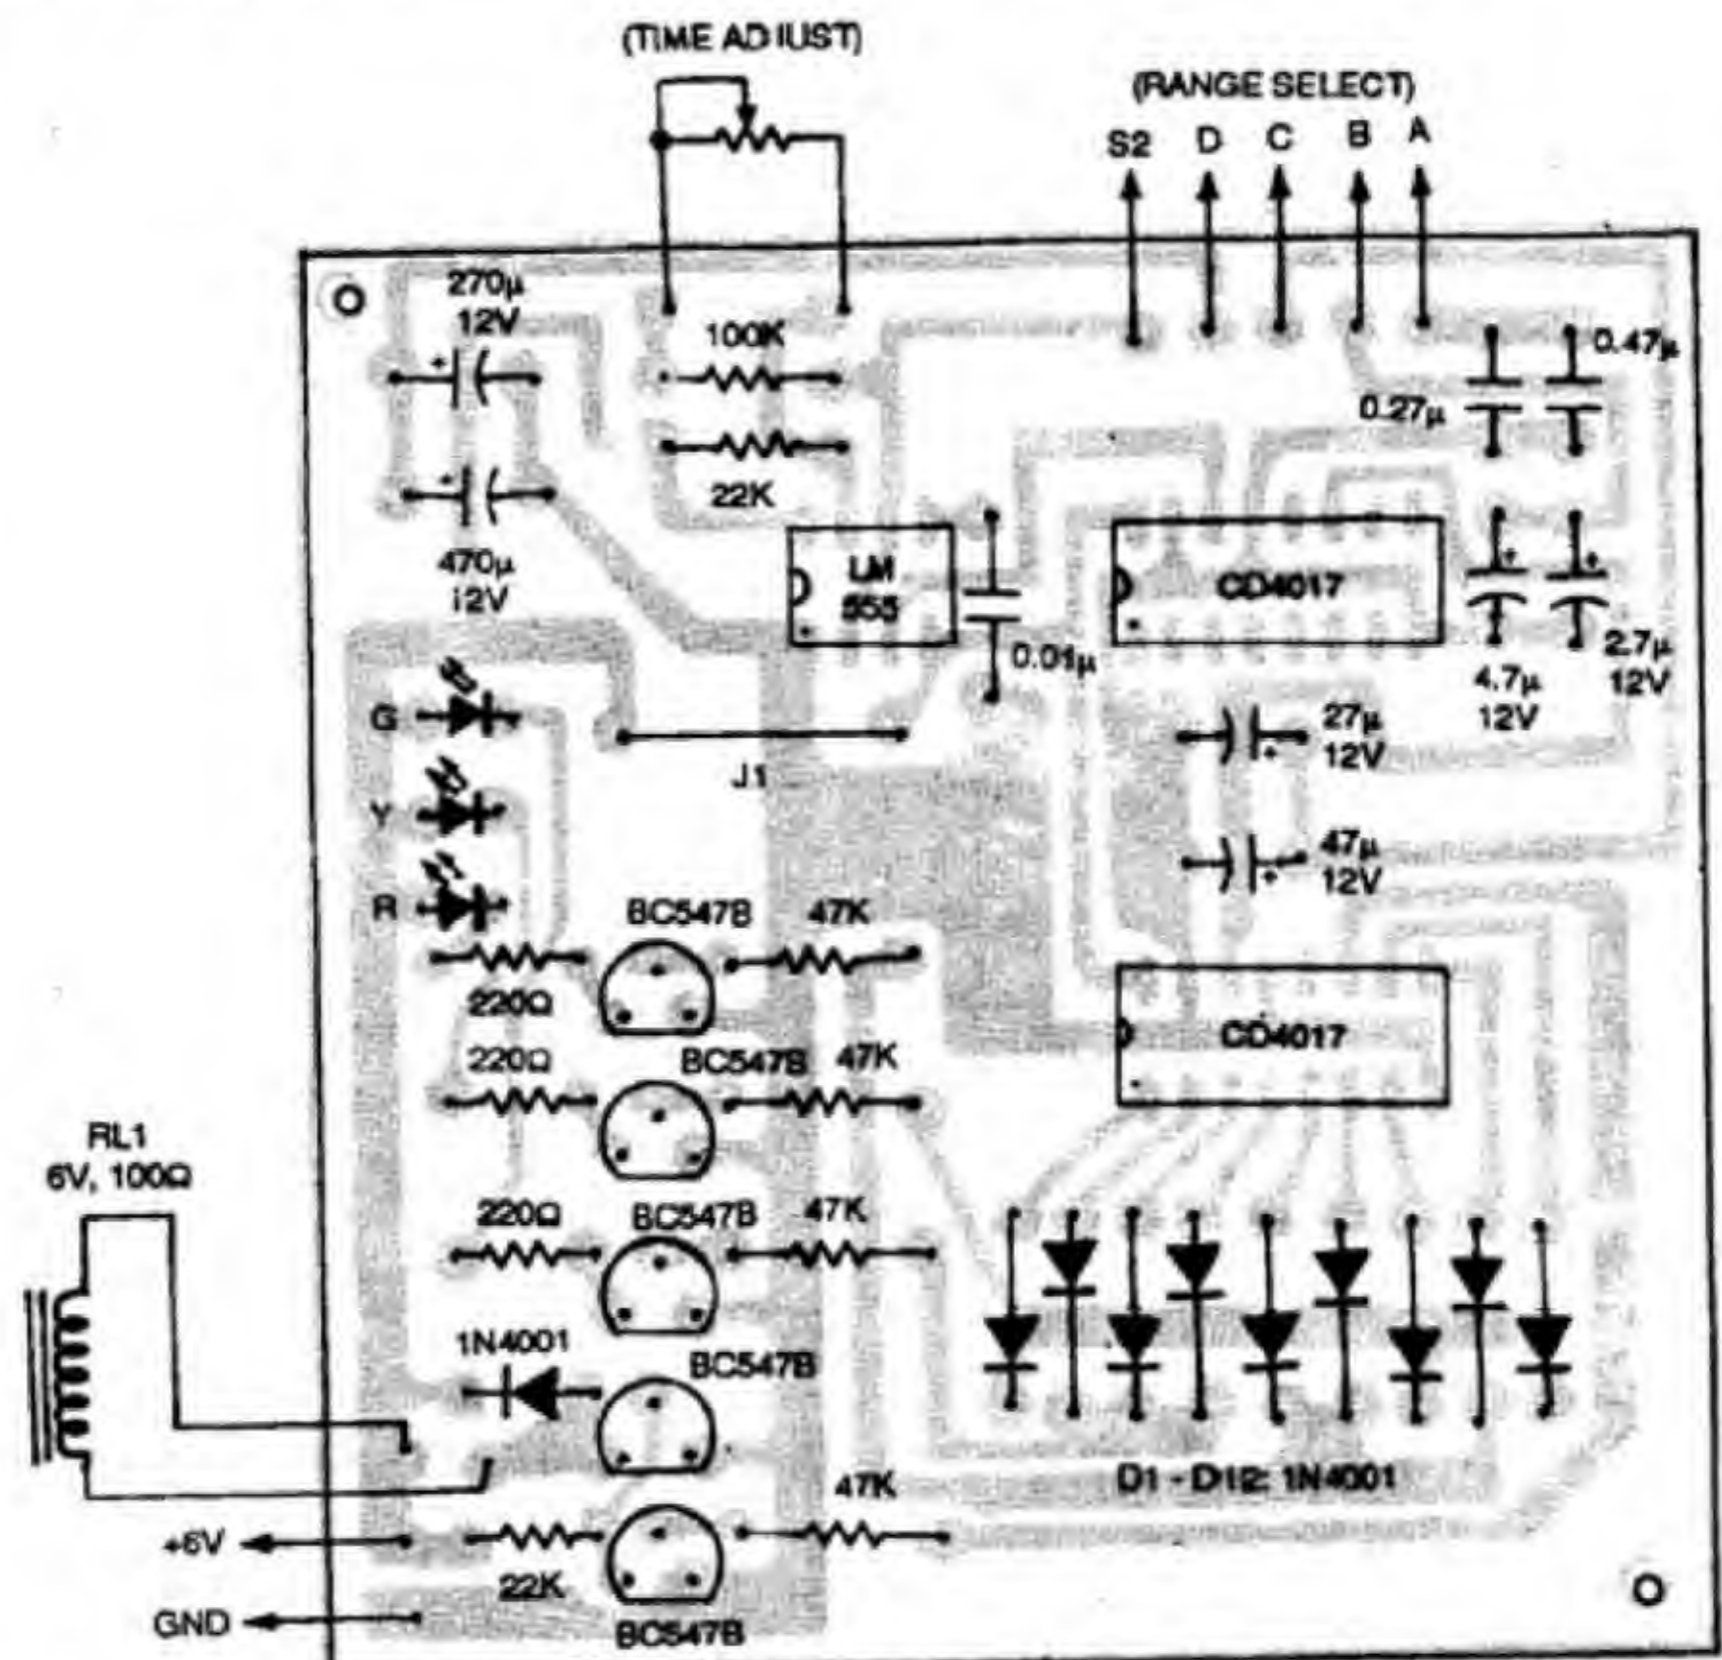 (TIME ADJUST)
(RANGE SELECT)
S2 D C B A
270µ
12V
100K
0.47µ
0.27µ
22K
470µ
12V
LM
555
CD4017
0.01µ
2.7µ
12V
4.7µ
12V
G
27µ
12V
J1
Y
47µ
12V
R
BC547B 47K
220Ω
CD4017
220Ω
BC547B 47K
RL1
6V, 100Ω
220Ω
BC547B 47K
1N4001
BC547B
D1 - D12: 1N4001
47K
+6V
22K
GND
BC547B